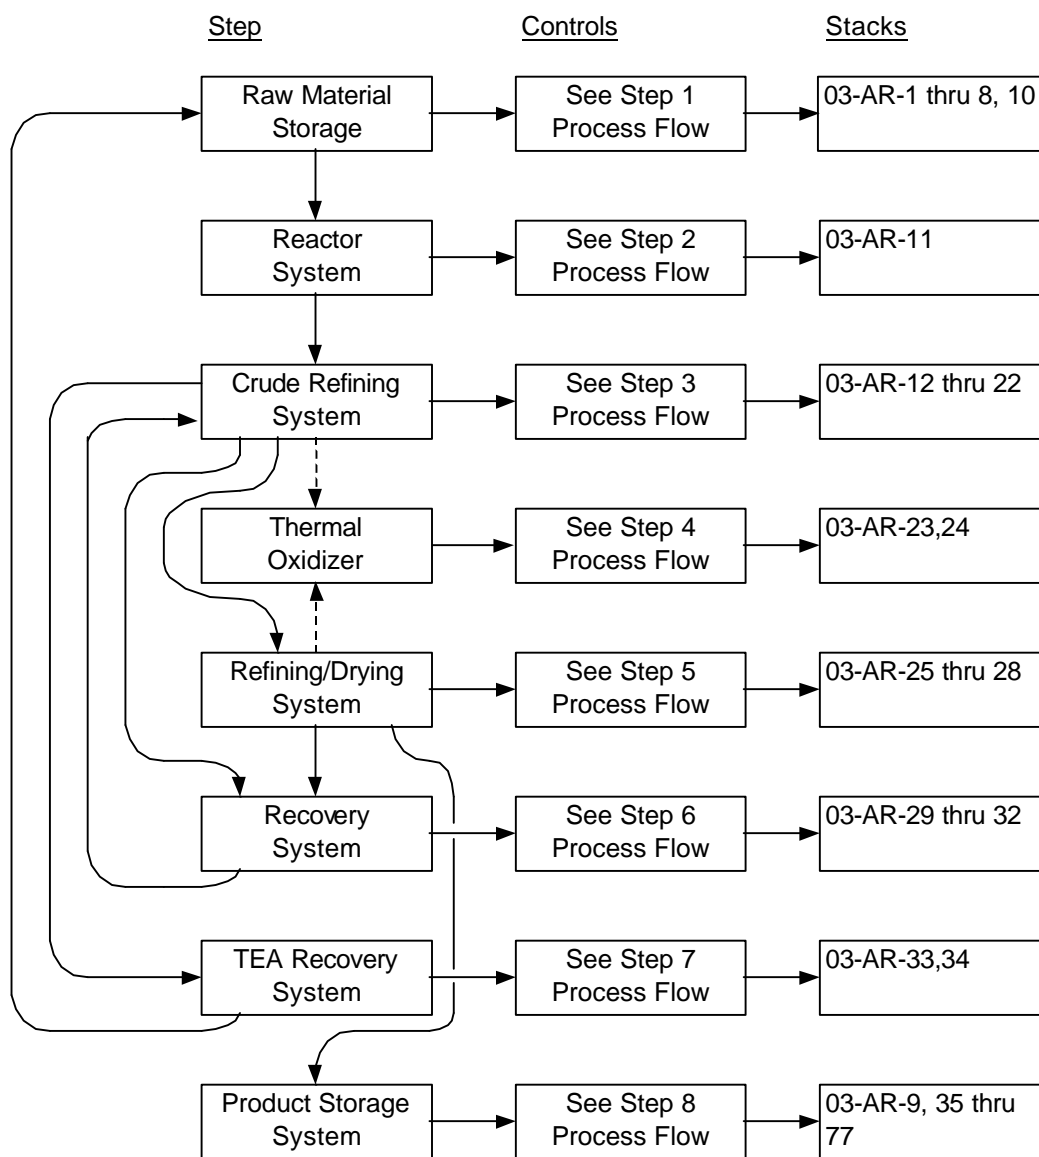 Step Controls Stacks
Raw Material
Storage
See Step 1
Process Flow
03-AR-1 thru 8, 10
Reactor
System
See Step 2
Process Flow
03-AR-11
Crude Refining
System
See Step 3
Process Flow
03-AR-12 thru 22
Thermal
Oxidizer
See Step 4
Process Flow
03-AR-23,24
Refining/Drying
System
See Step 5
Process Flow
03-AR-25 thru 28
Recovery
System
See Step 6
Process Flow
03-AR-29 thru 32
TEA Recovery
System
See Step 7
Process Flow
03-AR-33,34
Product Storage
System
See Step 8
Process Flow
03-AR-9, 35 thru
77